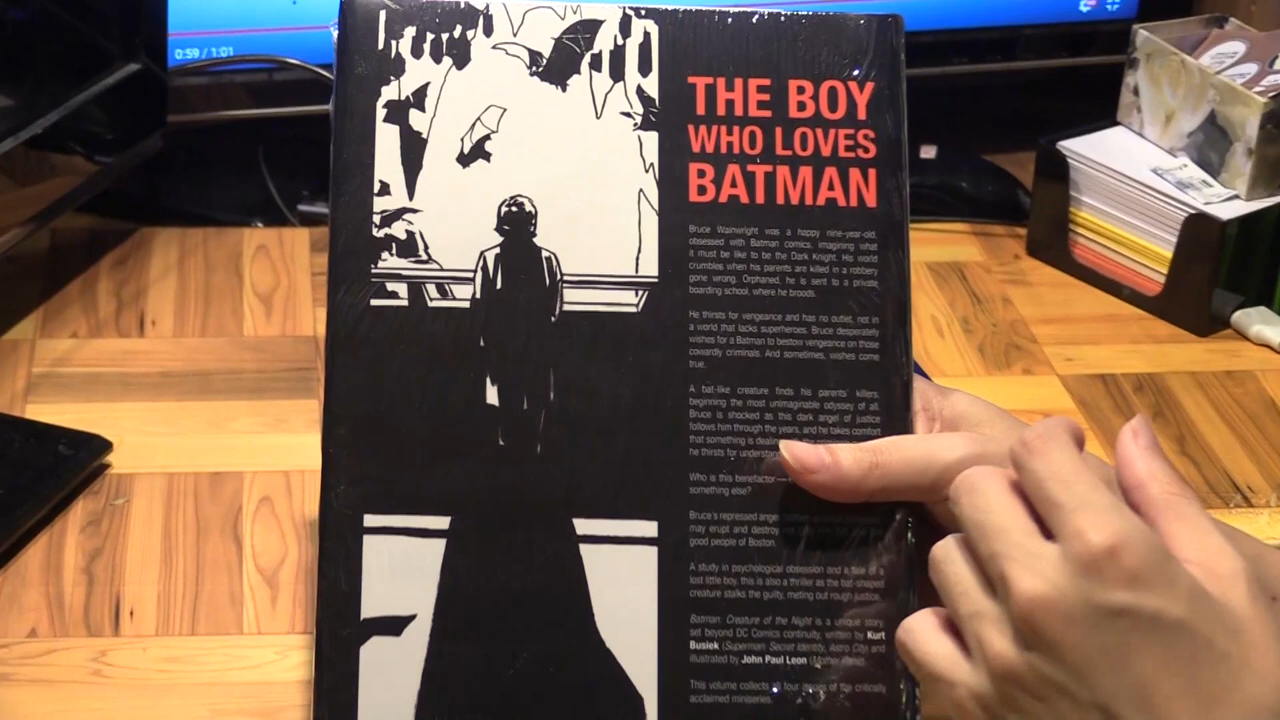 0:59 / 1:01
THE BOY
WHO LOVES
BATMAN
Bruce Wainwright was a happy nine-year-old,
obsessed with Batman comics, imagining what
it must be like to be the Dark Knight. His world
crumbles when his parents are killed in a robbery
gone wrong. Orphaned, he is sent to a private
boarding school, where he broods.
He thirsts for vengeance and has no outlet, not in
a world that lacks superheroes. Bruce desperately
wishes for a Batman to bestow vengeance on those
cowardly criminals. And sometimes, wishes come
true.
A bat-like creature finds his parents' killers,
beginning the most unimaginable odyssey of all.
Bruce is shocked as this dark angel of justice
follows him through the years, and he takes comfort
that something is dealing
he thirsts for
Who is this benefactor—
something else?
Bruce's repressed
may erupt and destroy
good people of Boston.
A study in psychological obsession and a tale of a
lost little boy, this is also a thriller as the bat-shaped
creature stalks the guilty, meting out rough justice.
Batman: Creature of the Night is a unique story
set beyond DC Comics continuity, written by Kurt
Busiek (Superman: Secret Identity, Astro City) and
illustrated by John Paul Leon (Mother Panic).
This volume collects all four issues of the critically
acclaimed miniseries.